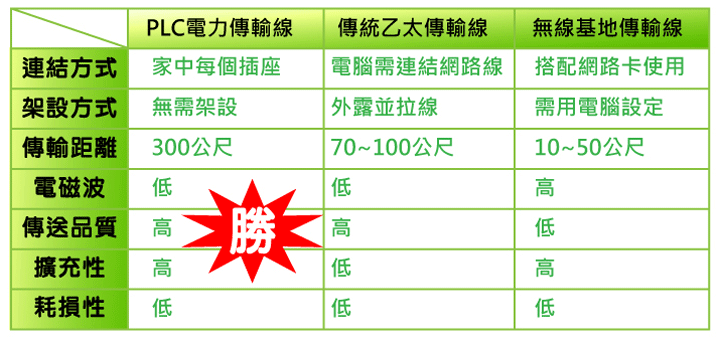 PLC電力傳輸線 傳統乙太傳輸線 無線基地傳輸線
連結方式 家中每個插座 電腦需連結網路線 搭配網路卡使用
架設方式 無需架設 外露並拉線 需用電腦設定
傳輸距離 300公尺 70~100公尺 10~50公尺
電磁波 低 低 高
傳送品質 高 勝 高 低
擴充性 高 低 高
耗損性 低 低 低